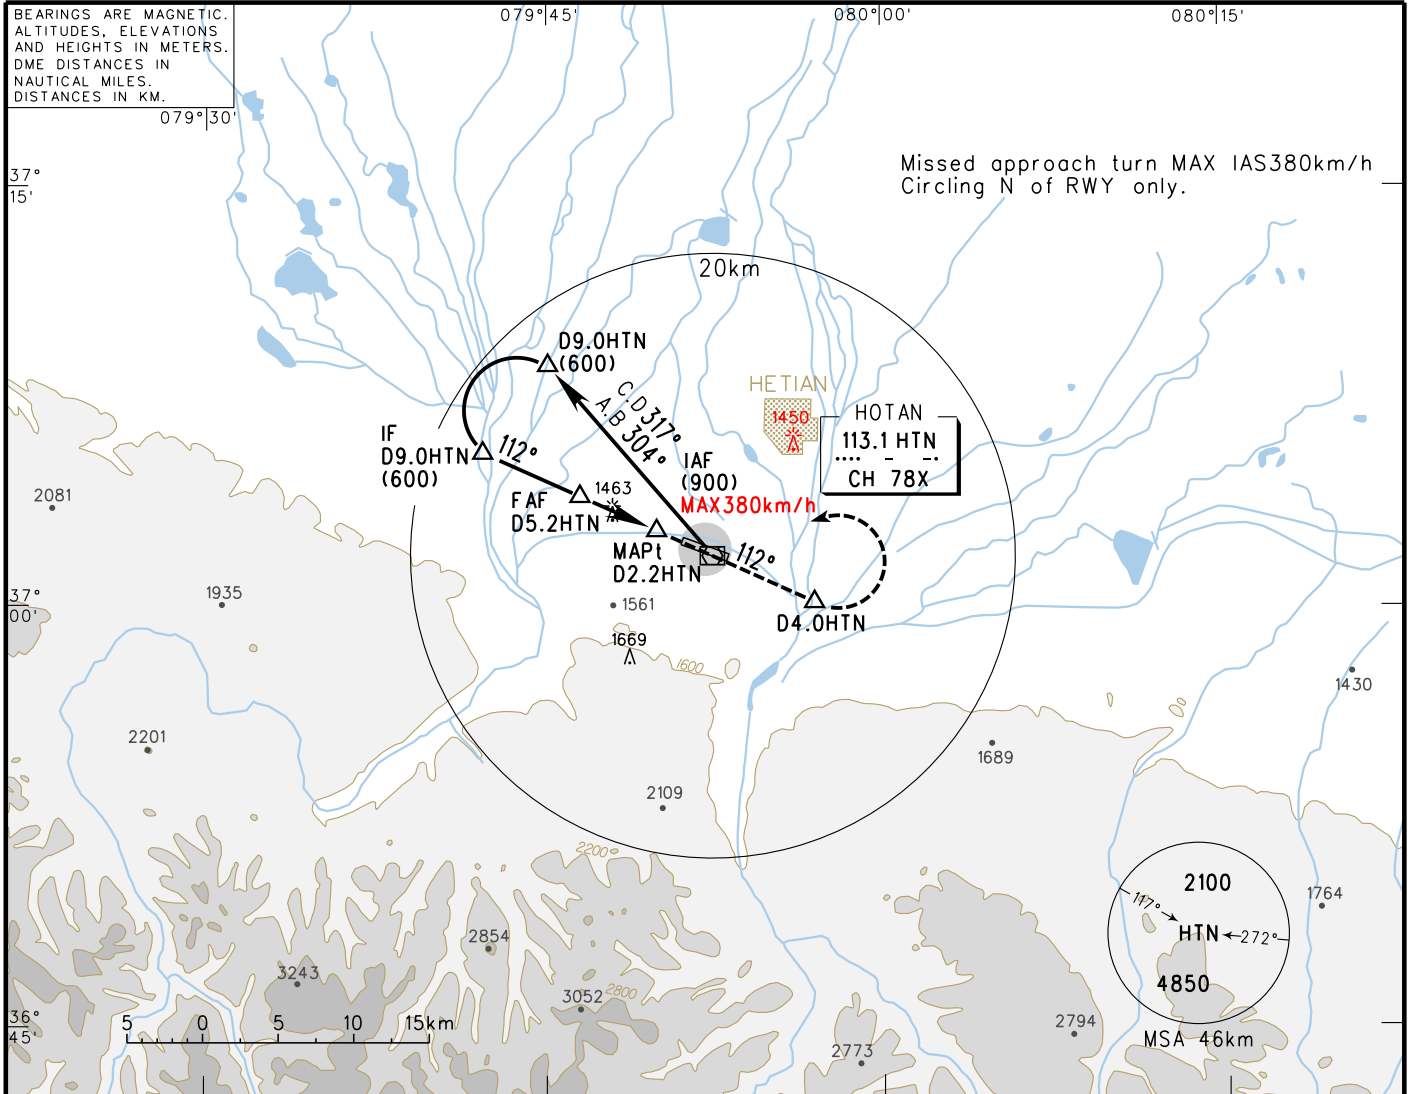 BEARINGS ARE MAGNETIC.
ALTITUDES, ELEVATIONS
AND HEIGHTS IN METERS.
DME DISTANCES IN
NAUTICAL MILES.
DISTANCES IN KM.
079°45'
080°00'
080°15'
079°30'
37°
15'
Missed approach turn MAX IAS380km/h
Circling N of RWY only.
20km
D9.0HTN
(600)
C.D 317°
A.B 304°
HETIAN
1450
HOTAN
113.1 HTN
CH 78X
IF
D9.0HTN
(600)
112°
IAF
(900)
MAX380km/h
FAF
D5.2HTN
1463
2081
MAPt
D2.2HTN
112°
D4.0HTN
37°
00'
1935
1561
1669
1600
1430
2201
1689
2109
2200
2100
117°
HTN
272°
4850
MSA 46km
1764
2854
3243
3052
2800
2794
2773
36°
45'
5 0 5 10 15km